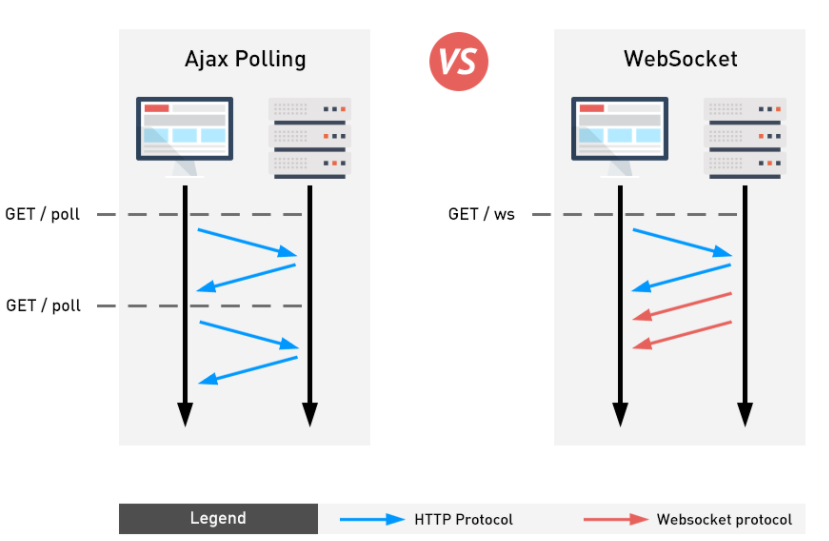 Ajax Polling
VS
WebSocket
GET / poll
GET / ws
GET / poll
Legend
HTTP Protocol
Websocket protocol